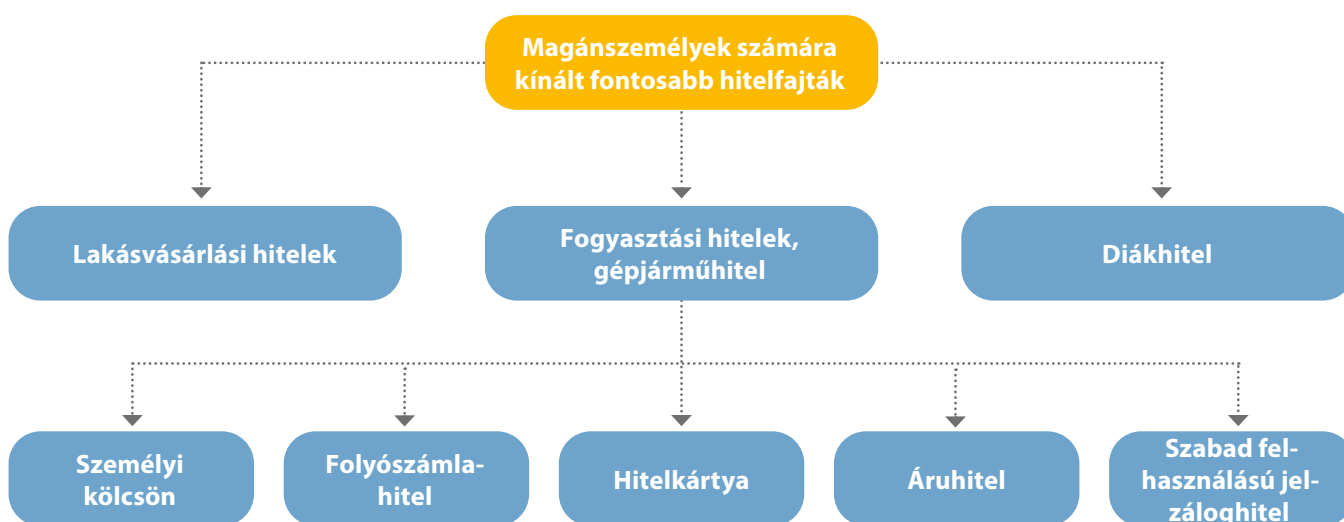 Magánszemélyek számára
kínált fontosabb hitelfajták
Lakásvásárlási hitelek
Fogyasztási hitelek,
gépjárműhitel
Diákhitel
Személyi
kölcsön
Folyószámla-
hitel
Hitelkártya
Áruhitel
Szabad fel-
használású jel-
záloghitel